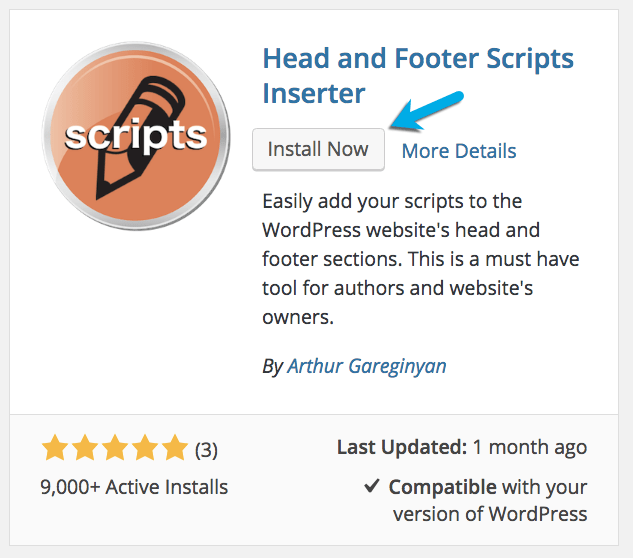 scripts
Head and Footer Scripts
Inserter
Install Now
More Details
Easily add your scripts to the
WordPress website's head and
footer sections. This is a must have
tool for authors and website's
owners.
By Arthur Gareginyan
(3)
Last Updated: 1 month ago
9,000+ Active Installs
Compatible with your
version of WordPress